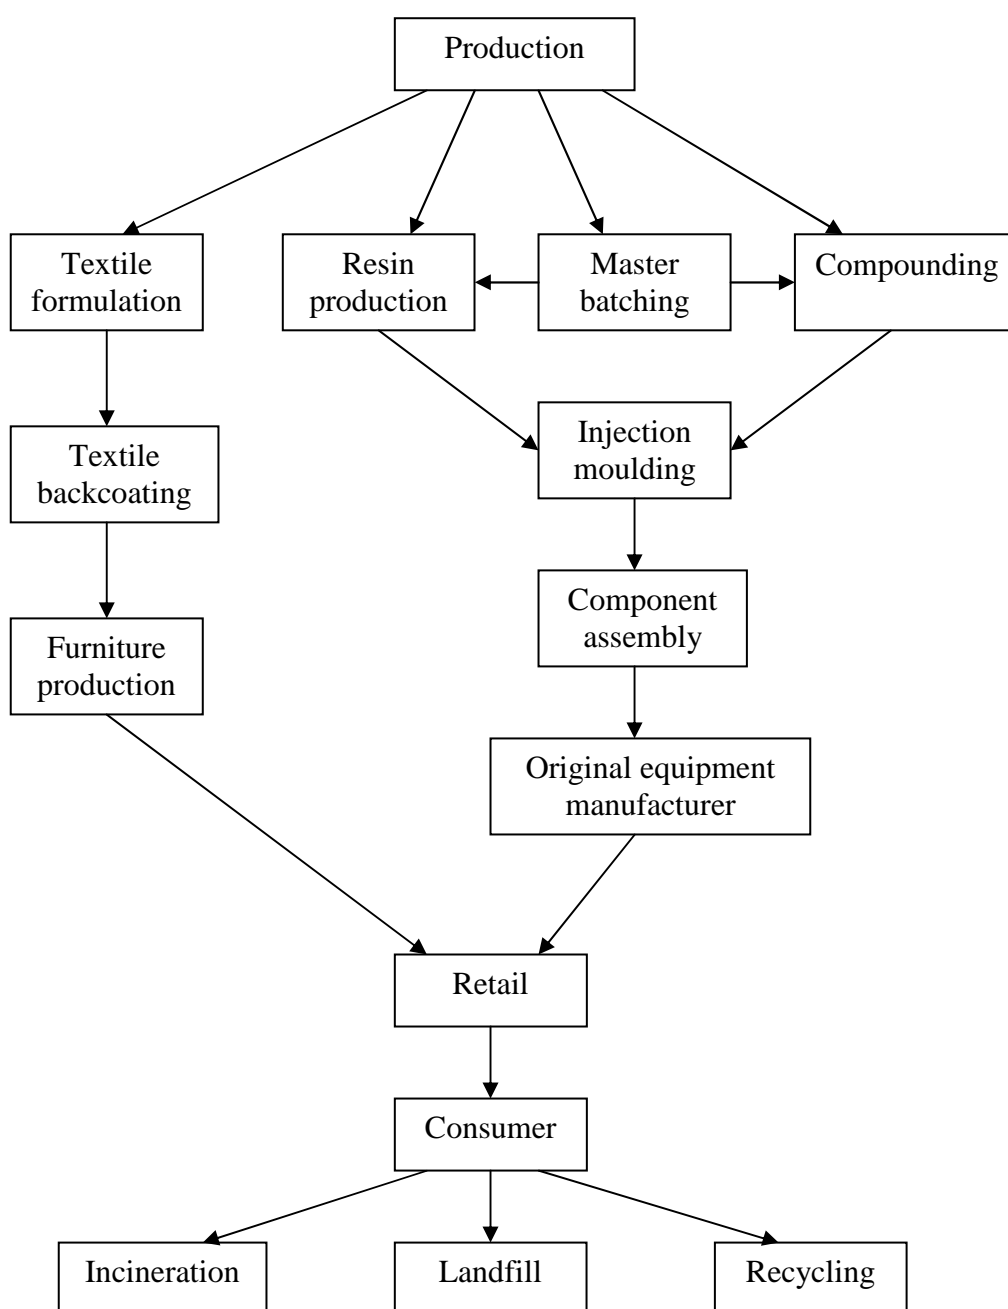 Production
Textile
formulation
Resin
production
Master
batching
Compounding
Injection
moulding
Textile
backcoating
Component
assembly
Furniture
production
Original equipment
manufacturer
Retail
Consumer
Incineration
Landfill
Recycling